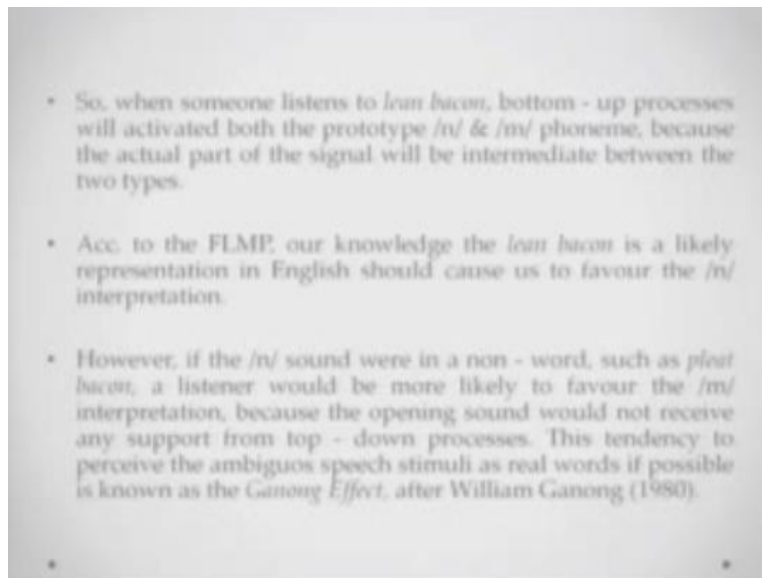 • So, when someone listens to lean bacon, bottom - up processes
will activated both the prototype /n/ & /m/ phoneme, because
the actual part of the signal will be intermediate between the
two types.
• Acc. to the FLMP, our knowledge the lean bacon is a likely
representation in English should cause us to favour the /n/
interpretation.
• However, if the /n/ sound were in a non - word, such as
bacon, a listener would be more likely to favour the /m/
interpretation, because the opening sound would not receive
any support from top - down processes. This tendency to
perceive the ambiguos speech stimuli as real words if possible
is known as the Ganong Effect, after William Ganong (1980).